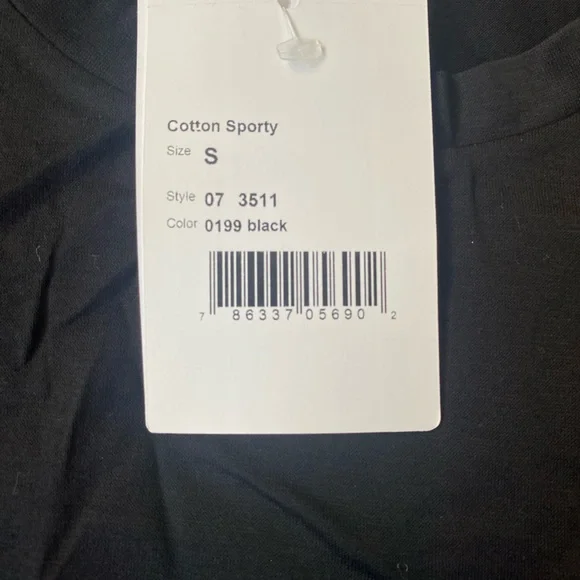 Cotton Sporty
Size S
Style 07 3511
Color 0199 black
7 86337 05690 2